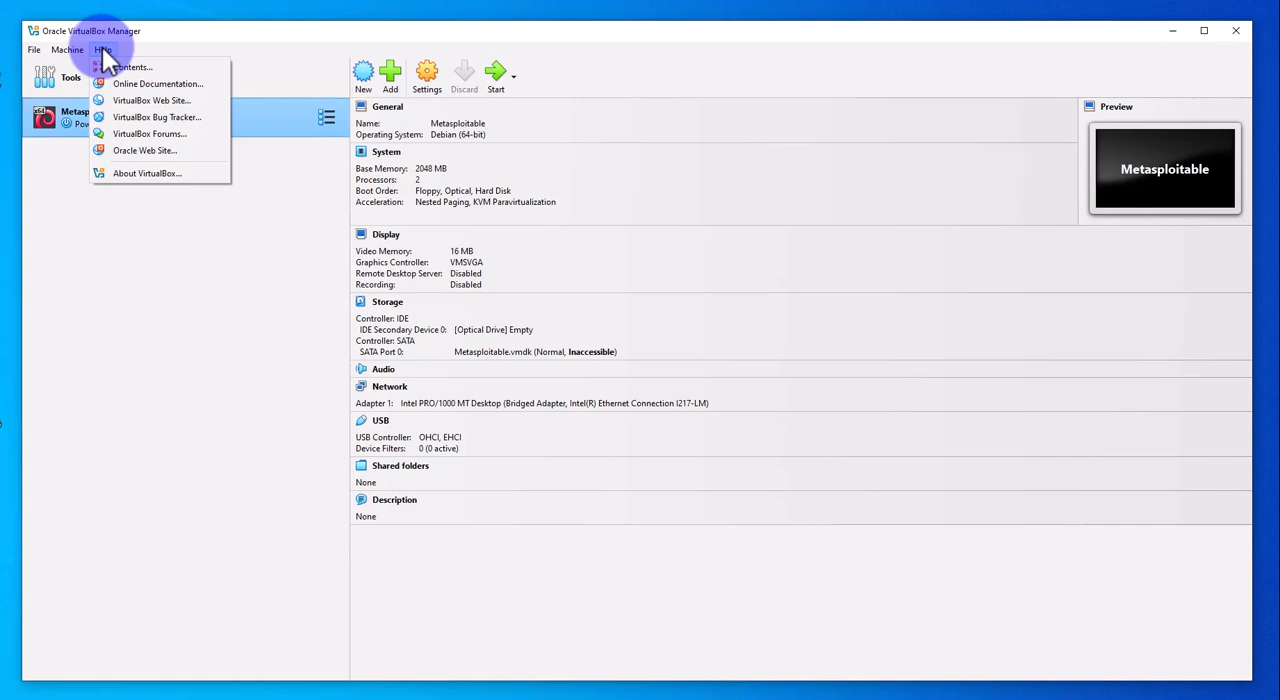 Oracle VirtualBox Manager
File Machine Help
Contents...
Online Documentation...
VirtualBox Web Site...
VirtualBox Bug Tracker...
VirtualBox Forums...
Oracle Web Site...
About VirtualBox...
Tools
New Add Settings Discard Start
General
Name: Metasploitable
Operating System: Debian (64-bit)
System
Base Memory: 2048 MB
Processors: 2
Boot Order: Floppy, Optical, Hard Disk
Acceleration: Nested Paging, KVM Paravirtualization
Display
Video Memory: 16 MB
Graphics Controller: VMSVGA
Remote Desktop Server: Disabled
Recording: Disabled
Storage
Controller: IDE
IDE Secondary Device 0: [Optical Drive] Empty
Controller: SATA
SATA Port 0: Metasploitable.vmdk (Normal, Inaccessible)
Audio
Network
Adapter 1: Intel PRO/1000 MT Desktop (Bridged Adapter, Intel(R) Ethernet Connection I217-LM)
USB
USB Controller: OHCI, EHCI
Device Filters: 0 (0 active)
Shared folders
None
Description
None
Preview
Metasploitable